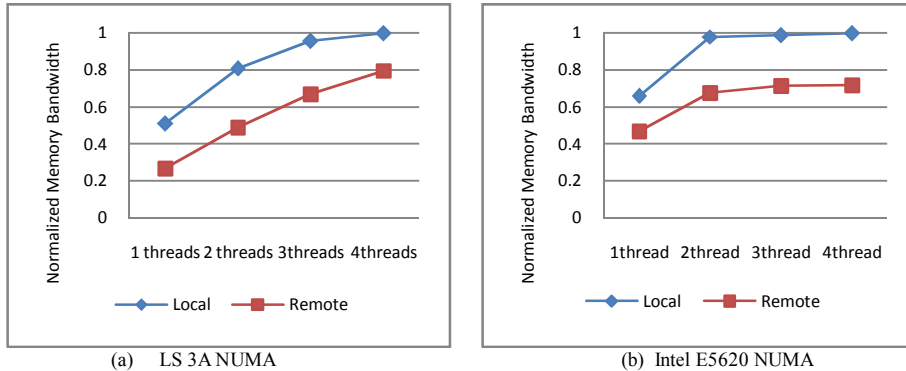 Normalized Memory Bandwidth
1
0.8
0.6
0.4
0.2
0
1 threads 2 threads 3threads 4threads
Local Remote
(a) LS 3A NUMA
Normalized Memory Bandwidth
1
0.8
0.6
0.4
0.2
0
1thread 2thread 3thread 4thread
Local Remote
(b) Intel E5620 NUMA